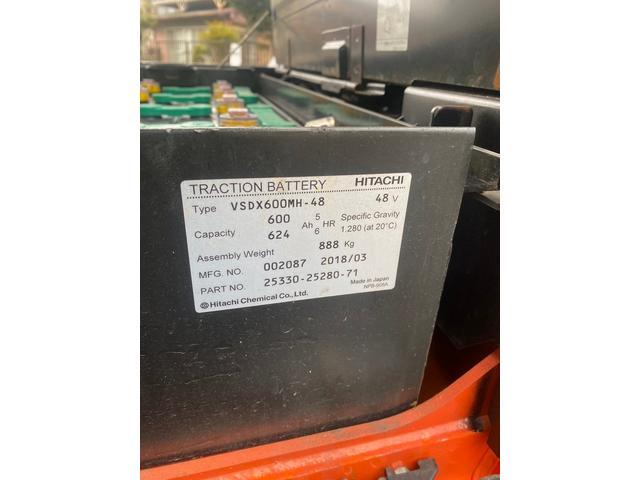 TRACTION BATTERY HITACHI
Type VSDX600MH-48 48 V
Capacity 600 Ah 5 HR Specific Gravity
624 6 1.280 (at 20°C)
Assembly Weight 888 Kg
MFG. NO. 002087 2018/03
PART NO. 25330-25280-71 Made in Japan
Hitachi Chemical Co., Ltd.